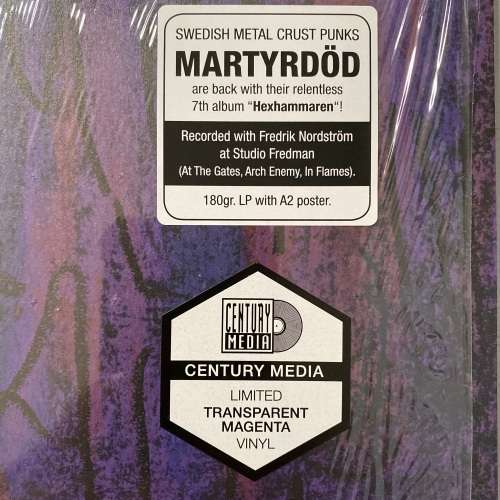 SWEDISH METAL CRUST PUNKS
MARTYRDÖD
are back with their relentless
7th album “Hexhammaren“!
Recorded with Fredrik Nordström
at Studio Fredman
(At The Gates, Arch Enemy, In Flames).
180gr. LP with A2 poster.
CENTURY
MEDIA
CENTURY MEDIA
LIMITED
TRANSPARENT
MAGENTA
VINYL